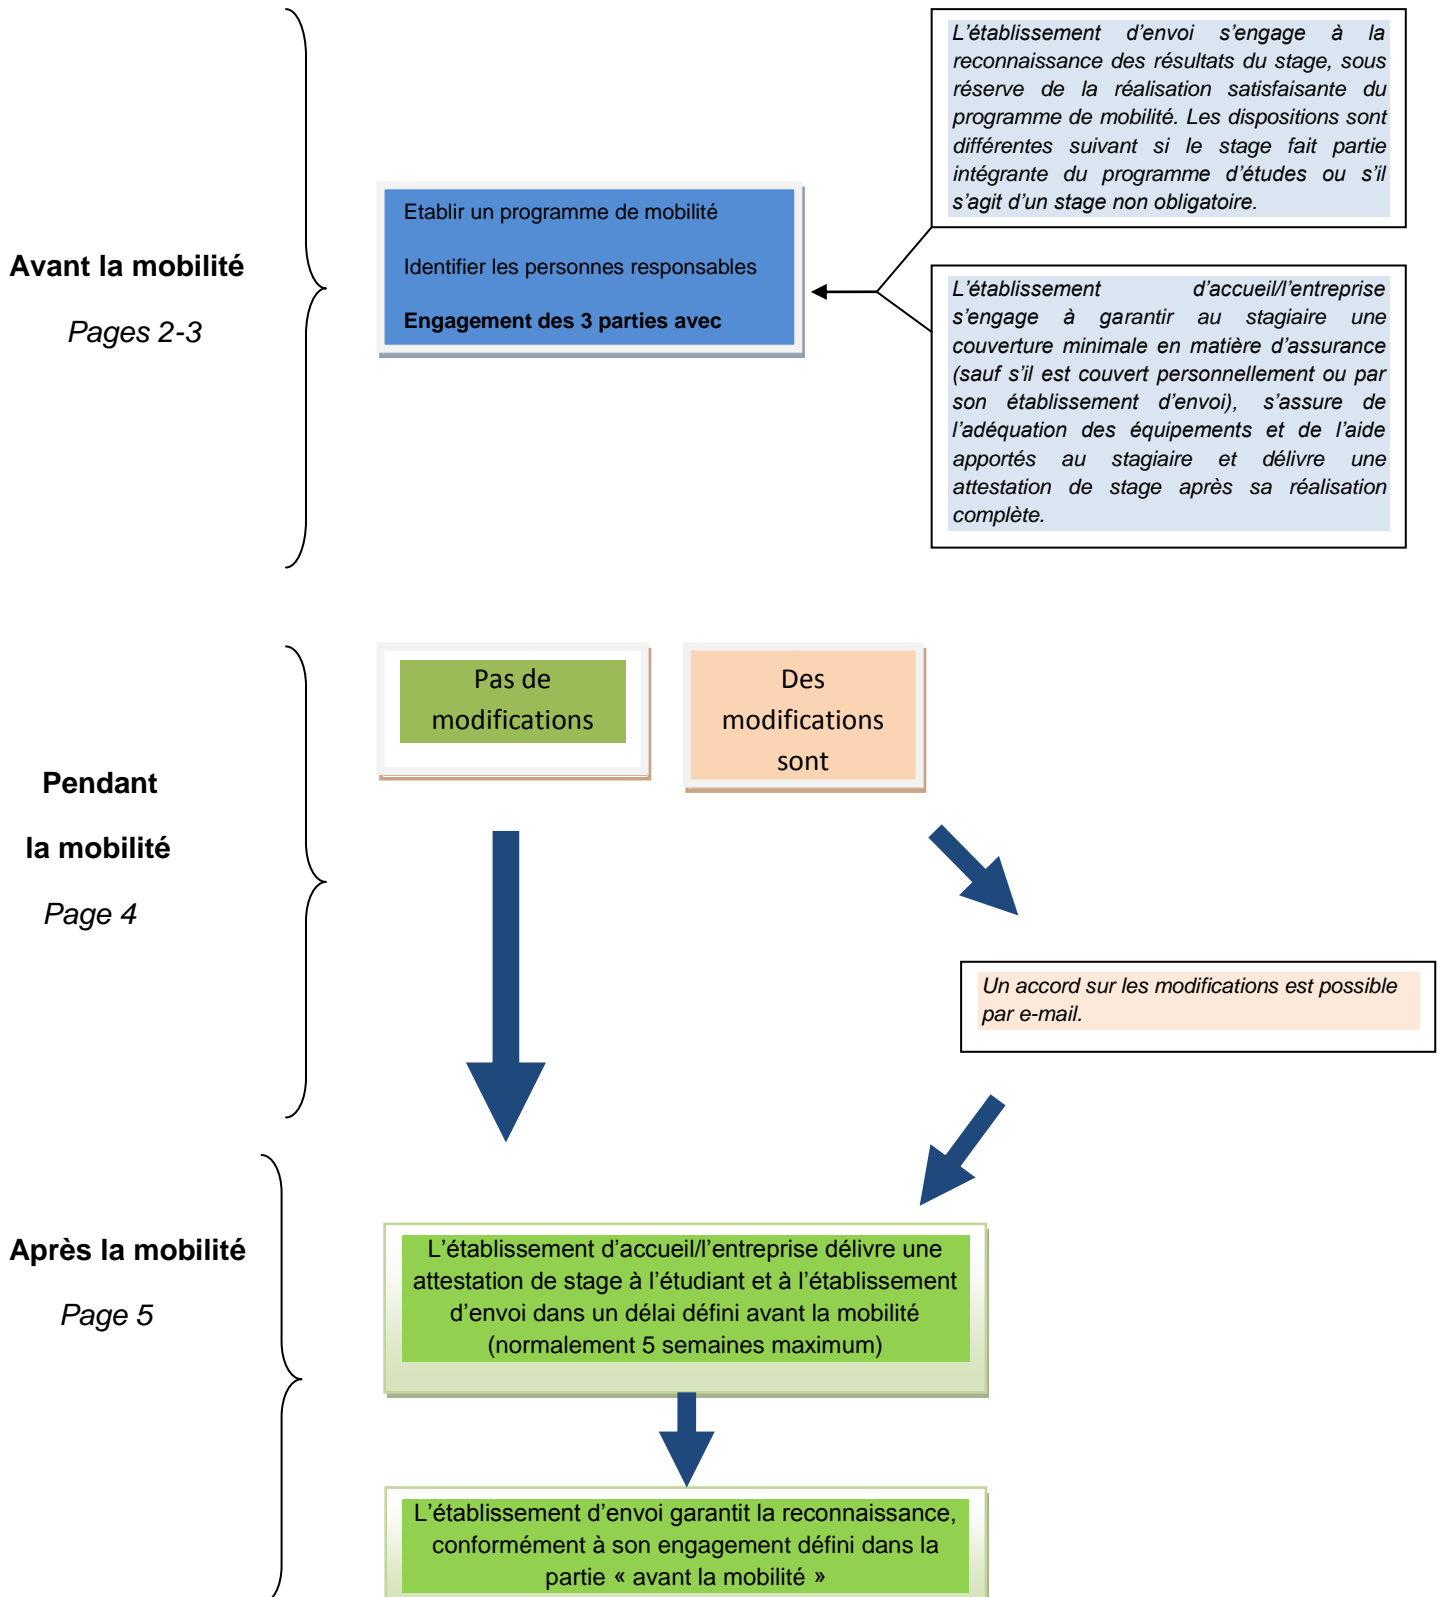 Avant la mobilité
Pages 2-3
Etablir un programme de mobilité
Identifier les personnes responsables
Engagement des 3 parties avec
L’établissement d’envoi s’engage à la
reconnaissance des résultats du stage, sous
réserve de la réalisation satisfaisante du
programme de mobilité. Les dispositions sont
différentes suivant si le stage fait partie
intégrante du programme d’études ou s’il
s’agit d’un stage non obligatoire.
L’établissement d’accueil/l’entreprise
s’engage à garantir au stagiaire une
couverture minimale en matière d’assurance
(sauf s’il est couvert personnellement ou par
son établissement d’envoi), s’assure de
l’adéquation des équipements et de l’aide
apportés au stagiaire et délivre une
attestation de stage après sa réalisation
complète.
Pendant
la mobilité
Page 4
Pas de
modifications
Des
modifications
sont
Un accord sur les modifications est possible
par e-mail.
Après la mobilité
Page 5
L’établissement d’accueil/l’entreprise délivre une
attestation de stage à l’étudiant et à l’établissement
d’envoi dans un délai défini avant la mobilité
(normalement 5 semaines maximum)
L’établissement d’envoi garantit la reconnaissance,
conformément à son engagement défini dans la
partie « avant la mobilité »